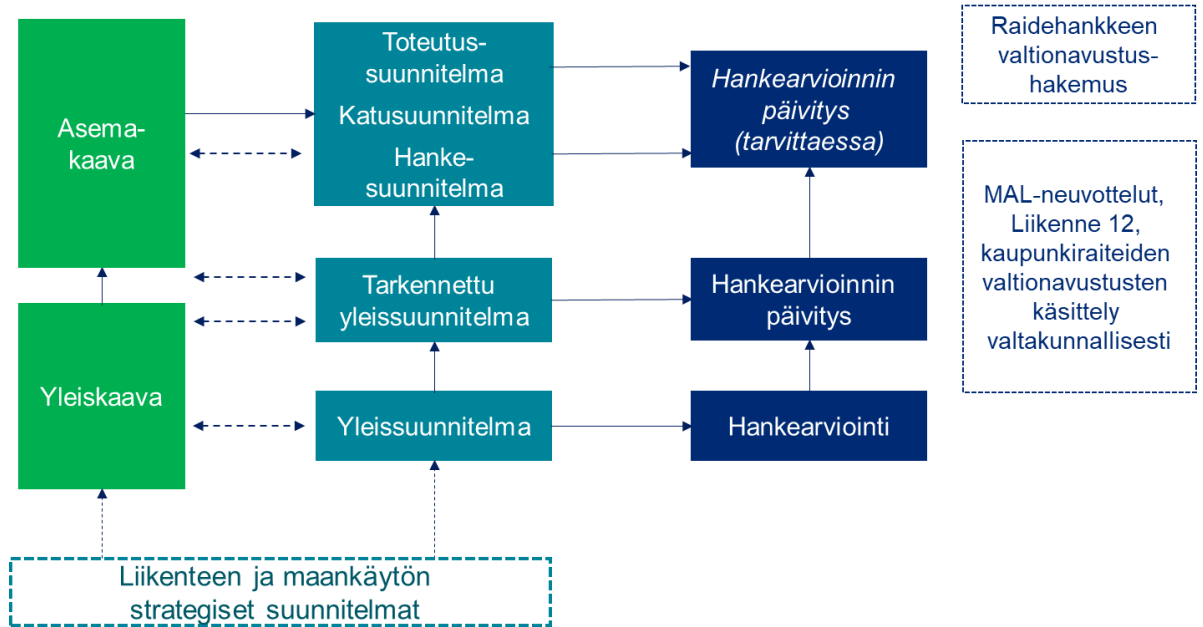 Asema-
kaava
Yleiskaava
Toteutus-
suunnitelma
Katusuunnitelma
Hanke-
suunnitelma
Tarkennettu
yleissuunnitelma
Yleissuunnitelma
Hankearvioinnin
päivitys
(tarvittaessa)
Hankearvioinnin
päivitys
Hankearviointi
Raidehankkeen
valtionavustus-
hakemus
MAL-neuvottelut,
Liikenne 12,
kaupunkiraiteiden
valtionavustusten
käsittely
valtakunnallisesti
Liikenteen ja maankäytön
strategiset suunnitelmat